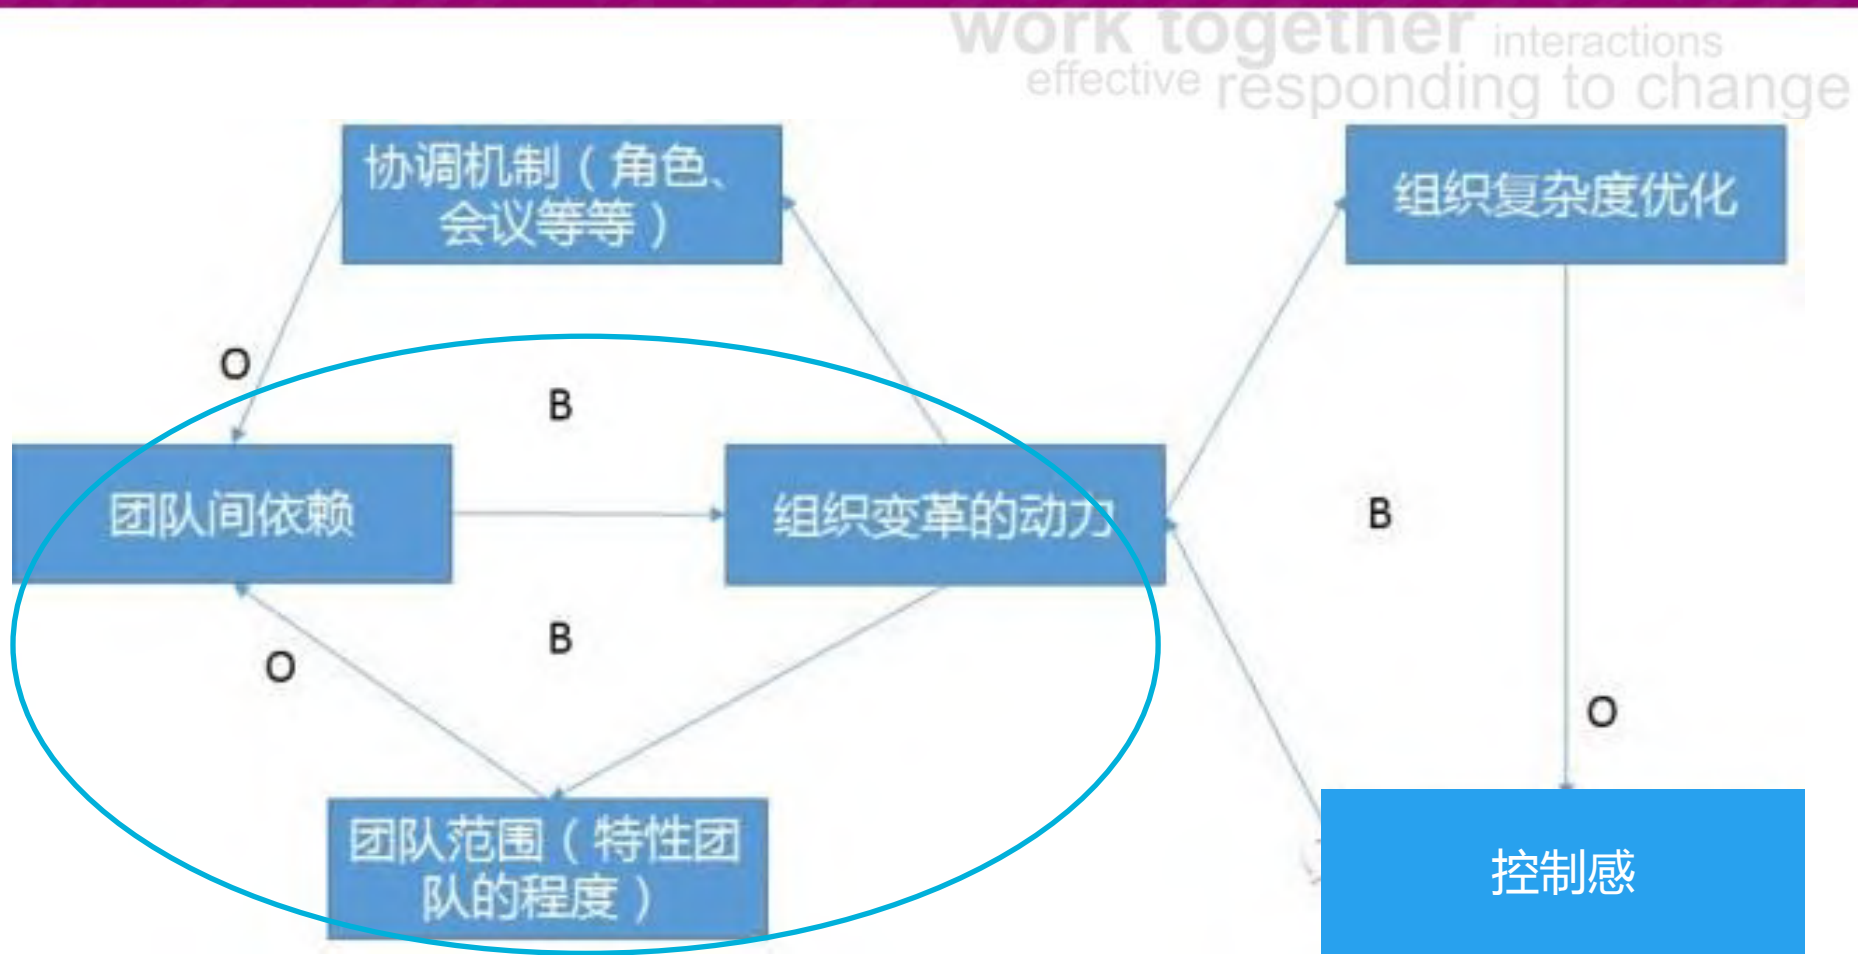 work together interactions
effective responding to change
协调机制（角色、
会议等等）
组织复杂度优化
O
B
团队间依赖
组织变革的动力
B
B
O
O
团队范围（特性团
队的程度）
控制感